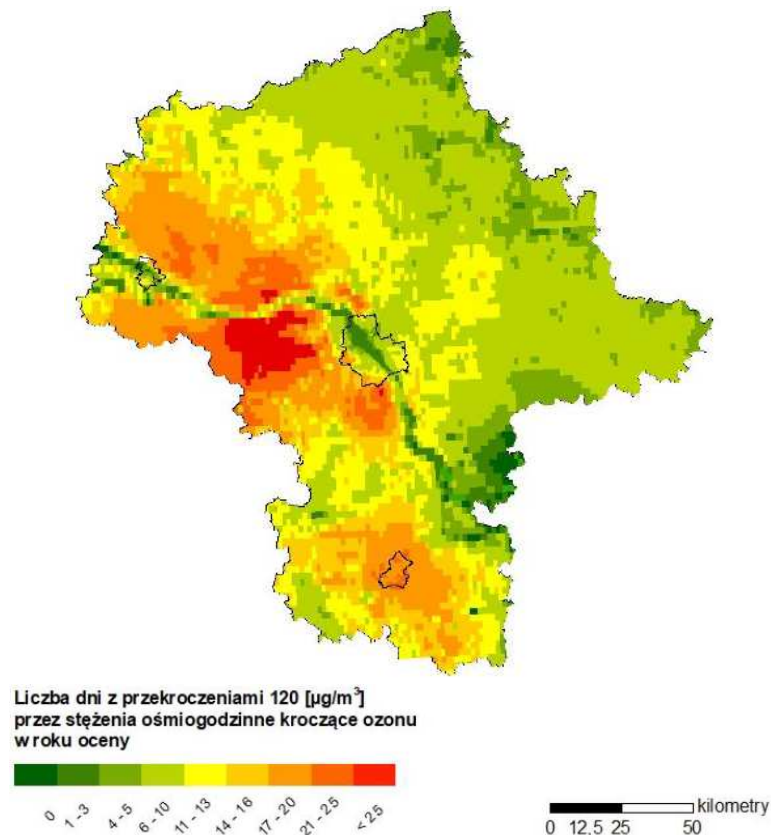 Liczba dni z przekroczeniami 120 [µg/m³]
przez stężenia ośmiogodzinne kroczące ozonu
w roku oceny
0
1 - 3
4 - 5
6 - 10
11 - 13
14 - 16
17 - 20
21 - 25
< 25
kilometry
0 12.5 25 50